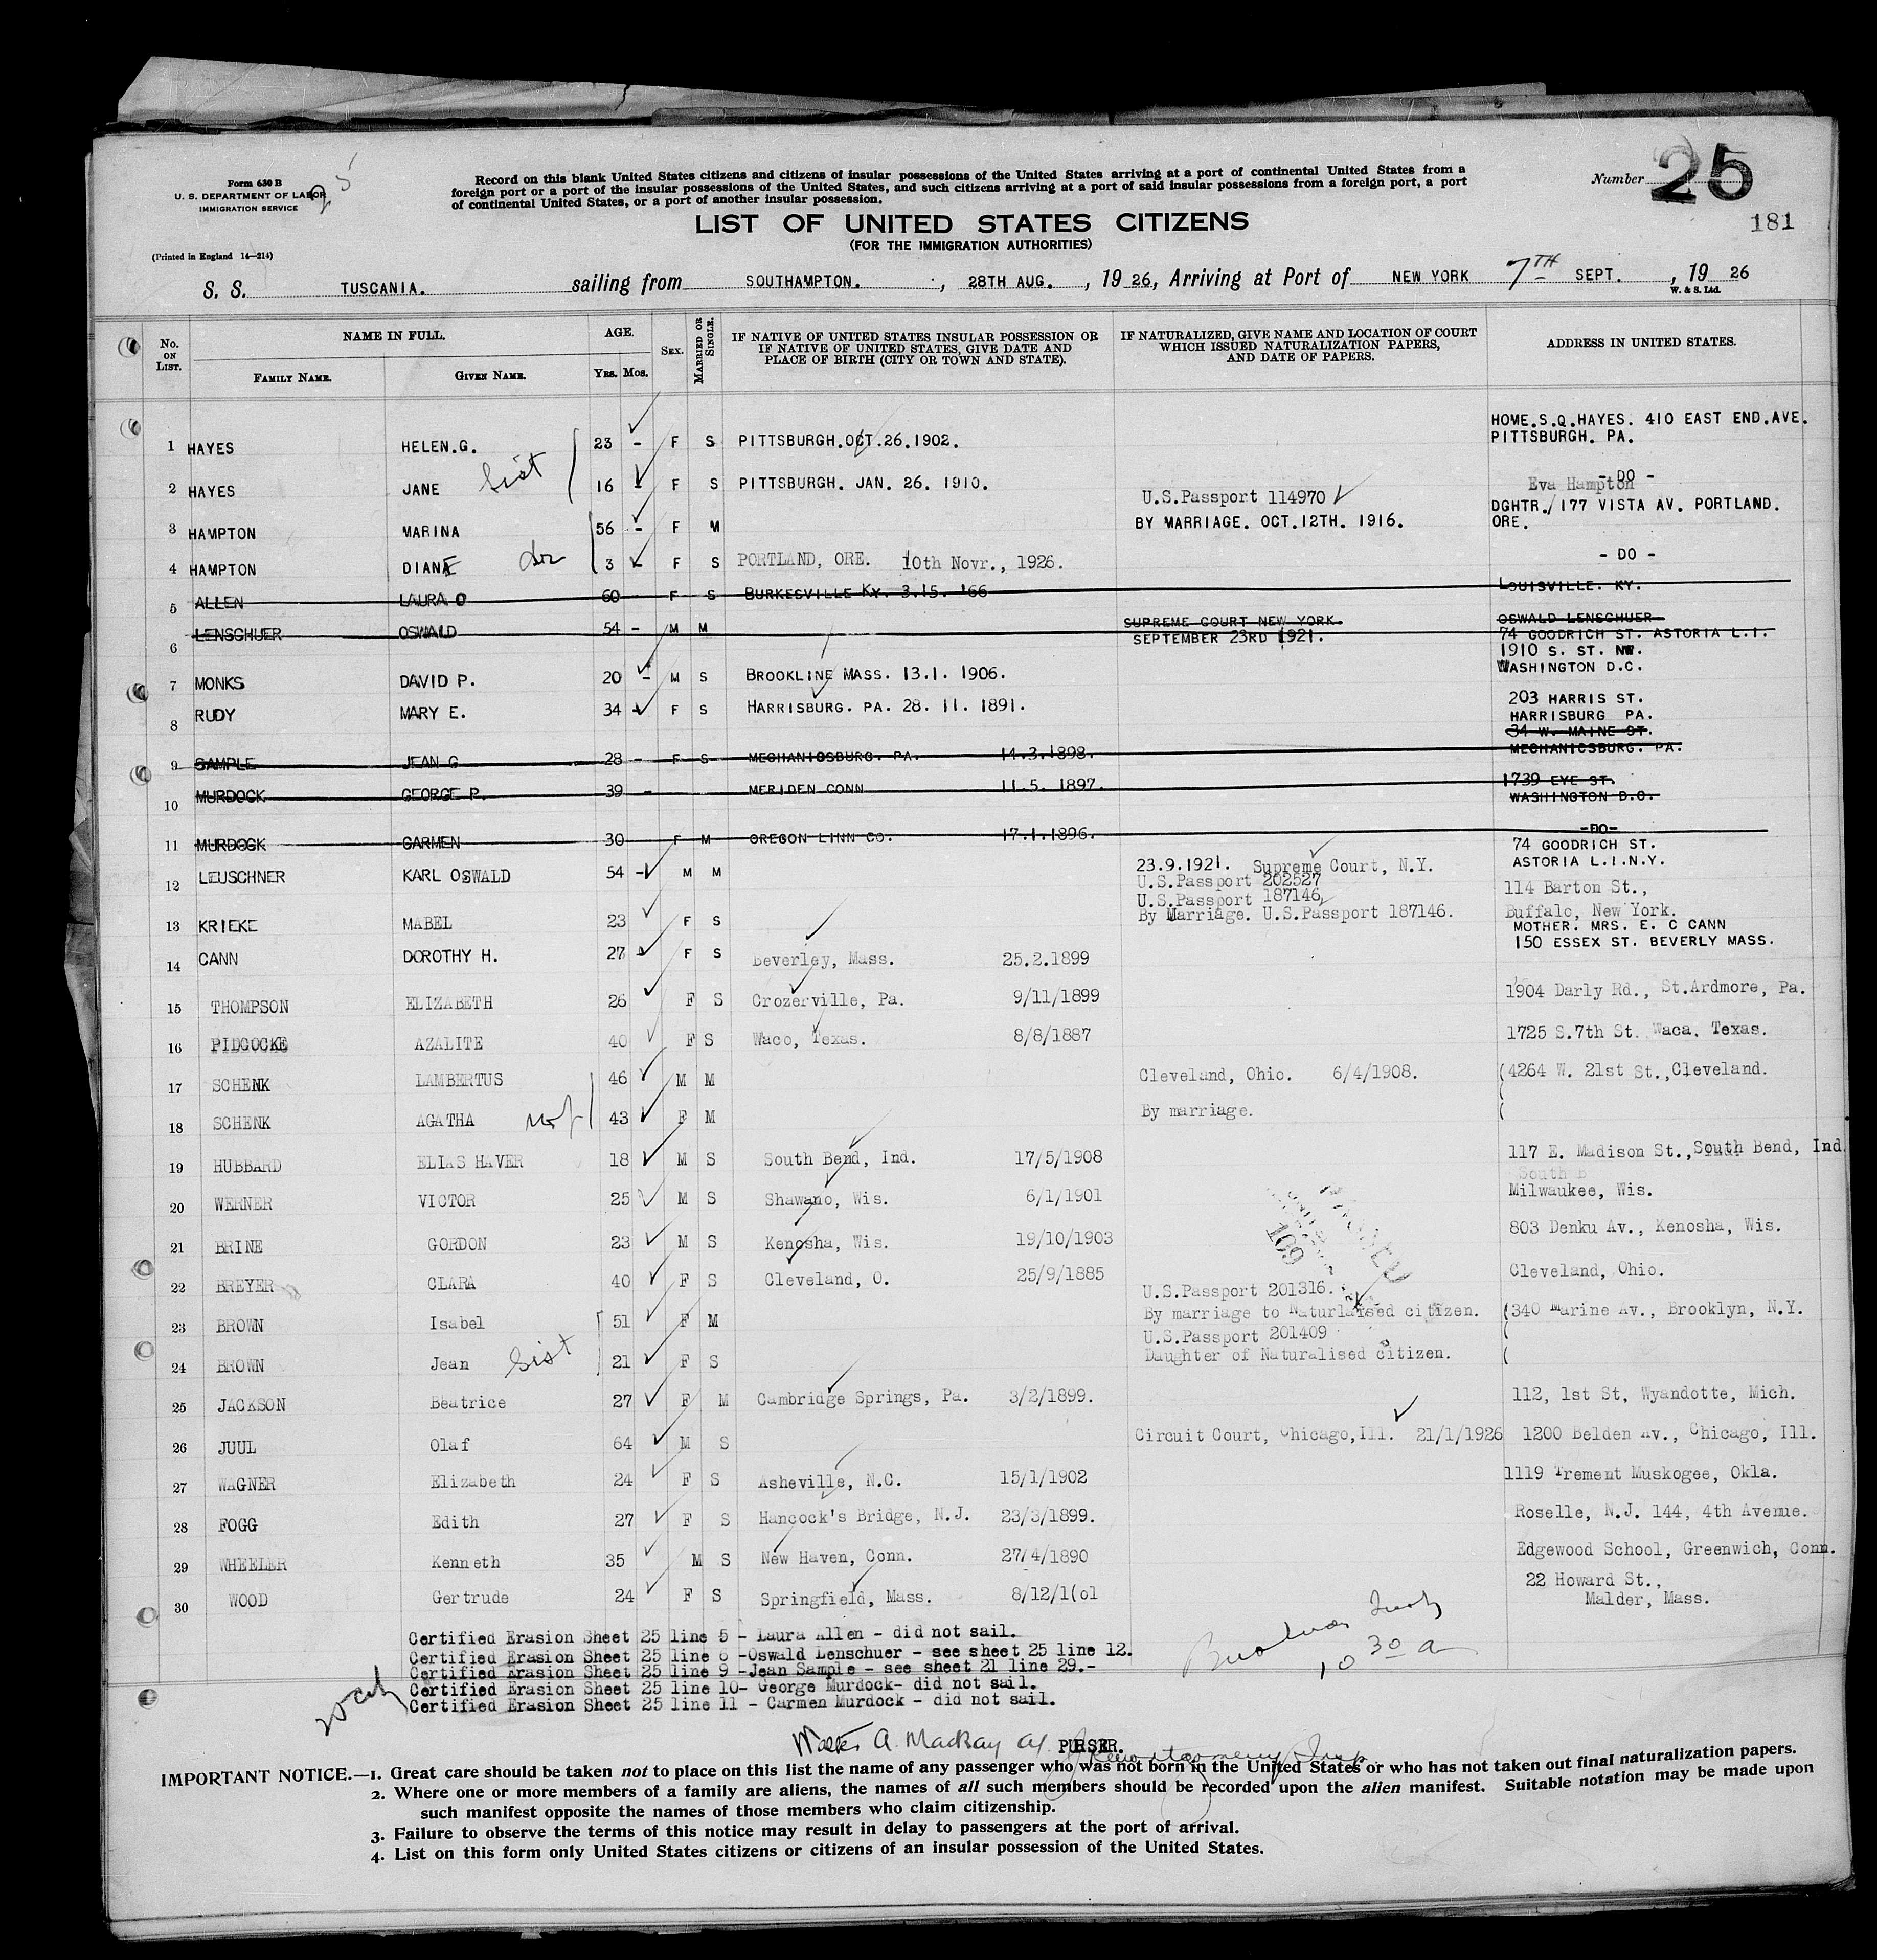 Form 630 B
U. S. DEPARTMENT OF LABOR
IMMIGRATION SERVICE
(Printed in England 14—214)
Record on this blank United States citizens and citizens of insular possessions of the United States arriving at a port of continental United States from a
foreign port or a port of the insular possessions of the United States, and such citizens arriving at a port of said insular possessions from a foreign port, a port
of continental United States, or a port of another insular possession.
Number 25
181
LIST OF UNITED STATES CITIZENS
(FOR THE IMMIGRATION AUTHORITIES)
S. S. TUSCANIA. sailing from SOUTHAMPTON. , 28TH AUG. , 19 26, Arriving at Port of NEW YORK 7TH SEPT. , 19 26
W. & S. Ltd.
No. ON LIST. NAME IN FULL. FAMILY NAME. GIVEN NAME. AGE. YRS. MOS. SEX. MARRIED OR SINGLE. IF NATIVE OF UNITED STATES INSULAR POSSESSION OR IF NATIVE OF UNITED STATES, GIVE DATE AND PLACE OF BIRTH (CITY OR TOWN AND STATE). IF NATURALIZED, GIVE NAME AND LOCATION OF COURT WHICH ISSUED NATURALIZATION PAPERS, AND DATE OF PAPERS. ADDRESS IN UNITED STATES.
1 HAYES HELEN.G. 23 - F S PITTSBURGH.OCT.26.1902. HOME.S.Q.HAYES. 410 EAST END.AVE. PITTSBURGH. PA.
2 HAYES JANE Sist 16 - F S PITTSBURGH. JAN. 26. 1910. - DO -
3 HAMPTON MARINA 56 - F M U.S.Passport 114970 BY MARRIAGE. OCT.12TH. 1916. Eva Hampton DGHTR./ 177 VISTA AV. PORTLAND. ORE.
4 HAMPTON DIANE 3 - F S PORTLAND, ORE. 10th Novr., 1926. - DO -
5 ALLEN LAURA O 60 F S BURKESVILLE KY. 3.15. '66 LOUISVILLE. KY.
6 LENSCHUER OSWALD 54 - M M SUPREME COURT NEW YORK. SEPTEMBER 23RD 1921. OSWALD LENSCHUER 74 GOODRICH ST. ASTORIA L.I.
7 MONKS DAVID P. 20 - M S BROOKLINE MASS. 13.1. 1906. 1910 S. ST. NW. WASHINGTON D.C.
8 RUDY MARY E. 34 - F S HARRISBURG. PA. 28. 11. 1891. 203 HARRIS ST. HARRISBURG PA.
9 SAMPLE JEAN G 28 - F S MECHANICSBURG. PA. 14.3.1898. 34 W. MAINE ST. MECHANICSBURG. PA.
10 MURDOCK GEORGE P. 39 - MERIDEN CONN 11.5. 1897. 1739 EYE ST. WASHINGTON D.C.
11 MURDOCK CARMEN 30 F M OREGON LINN CO. 17.1.1896. -DO-
12 LEUSCHNER KARL OSWALD 54 - M M 23.9.1921. Supreme Court, N.Y. U.S.Passport 202527 74 GOODRICH ST. ASTORIA L.I.N.Y.
13 KRIEKE MABEL 23 F S U.S.Passport 187146 By Marriage. U.S.Passport 187146. 114 Barton St., Buffalo, New York.
14 CANN DOROTHY H. 27 F S Beverley, Mass. 25.2.1899 MOTHER. MRS. E. C CANN 150 ESSEX ST. BEVERLY MASS.
15 THOMPSON ELIZABETH 26 F S Crozerville, Pa. 9/11/1899 1904 Darly Rd., St.Ardmore, Pa.
16 PIDCOCKE AZALITE 40 F S Waco, Texas. 8/8/1887 1725 S.7th St. Waca. Texas.
17 SCHENK LAMBERTUS 46 M M Cleveland, Ohio. 6/4/1908. (4264 W. 21st St.,Cleveland.
18 SCHENK AGATHA 43 F M By marriage. (
19 HUBBARD ELIAS HAVER 18 M S South Bend, Ind. 17/5/1908 117 E. Madison St.,South Bend, Ind.
South B
20 WERNER VICTOR 25 M S Shawano, Wis. 6/1/1901 Milwaukee, Wis.
21 BRINE GORDON 23 M S Kenosha, Wis. 19/10/1903 803 Denku Av., Kenosha, Wis.
169
22 BREYER CLARA 40 F S Cleveland, O. 25/9/1885 Cleveland, Ohio.
23 BROWN Isabel 51 F M U.S.Passport 201316. By marriage to Naturlaised citizen. (340 Marine Av., Brooklyn, N.Y.
24 BROWN Jean Sist 21 F S U.S.Passport 201409 Daughter of Naturalised citizen. (
25 JACKSON Beatrice 27 F M Cambridge Springs, Pa. 3/2/1899. 112, 1st St, Wyandotte, Mich.
26 JUUL Olaf 64 M S Circuit Court, Chicago,Ill. 21/1/1926 1200 Belden Av., Chicago, Ill.
27 WAGNER Elizabeth 24 F S Asheville, N.C. 15/1/1902 1119 Trement Muskogee, Okla.
28 FOGG Edith 27 F S Hancock's Bridge, N.J. 23/3/1899. Roselle, N.J. 144, 4th Avenue.
29 WHEELER Kenneth 35 M S New Haven, Conn. 27/4/1890 Edgewood School, Greenwich, Conn.
30 WOOD Gertrude 24 F S Springfield, Mass. 8/12/1(ol 22 Howard St., Malder, Mass.
Certified Erasion Sheet 25 line 5 - Laura Allen - did not sail.
Certified Erasion Sheet 25 line 6 -Oswald Lenschuer - see sheet 25 line 12.
Certified Erasion Sheet 25 line 9 -Jean Sample - see sheet 21 line 29.-
Certified Erasion Sheet 25 line 10- George Murdock- did not sail.
Certified Erasion Sheet 25 line 11 - Carmen Murdock - did not sail.
10 30 a
Walter A. MacKay PURSER.
IMPORTANT NOTICE.—1. Great care should be taken not to place on this list the name of any passenger who was not born in the United States or who has not taken out final naturalization papers.
2. Where one or more members of a family are aliens, the names of all such members should be recorded upon the alien manifest. Suitable notation may be made upon
such manifest opposite the names of those members who claim citizenship.
3. Failure to observe the terms of this notice may result in delay to passengers at the port of arrival.
4. List on this form only United States citizens or citizens of an insular possession of the United States.